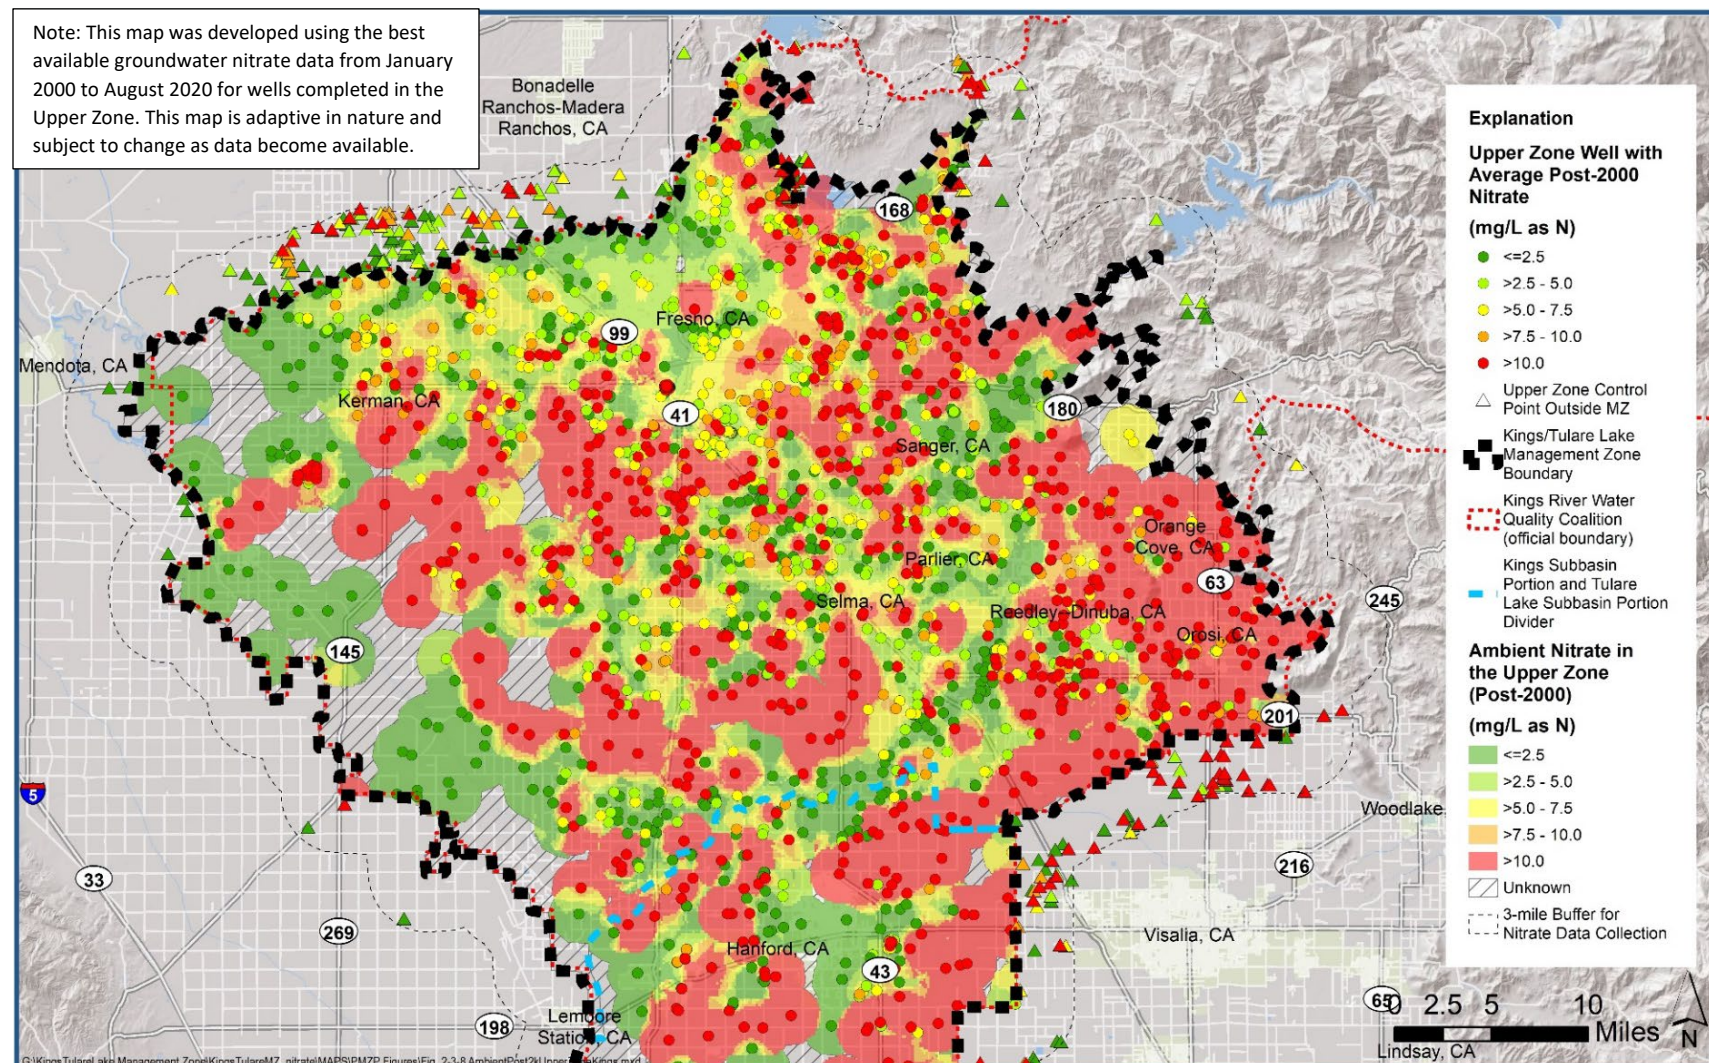 Note: This map was developed using the best
available groundwater nitrate data from January
2000 to August 2020 for wells completed in the
Upper Zone. This map is adaptive in nature and
subject to change as data become available.
Bonadelle
Ranchos-Madera
Ranchos, CA
168
Mendota, CA
99
Fresno, CA
Kerman, CA
41
180
Sanger, CA
Orange
Cove, CA
Parlier, CA
63
245
Selma, CA
Reedley--Dinuba, CA
Orosi, CA
145
201
5
Woodlake,
33
216
269
Hanford, CA
Visalia, CA
43
198
Lemoore
Station, CA
65
Lindsay, CA
Explanation
Upper Zone Well with
Average Post-2000
Nitrate
(mg/L as N)
<=2.5
>2.5 - 5.0
>5.0 - 7.5
>7.5 - 10.0
>10.0
Upper Zone Control
Point Outside MZ
Kings/Tulare Lake
Management Zone
Boundary
Kings River Water
Quality Coalition
(official boundary)
Kings Subbasin
Portion and Tulare
Lake Subbasin Portion
Divider
Ambient Nitrate in
the Upper Zone
(Post-2000)
(mg/L as N)
<=2.5
>2.5 - 5.0
>5.0 - 7.5
>7.5 - 10.0
>10.0
Unknown
3-mile Buffer for
Nitrate Data Collection
0 2.5 5 10
Miles
N